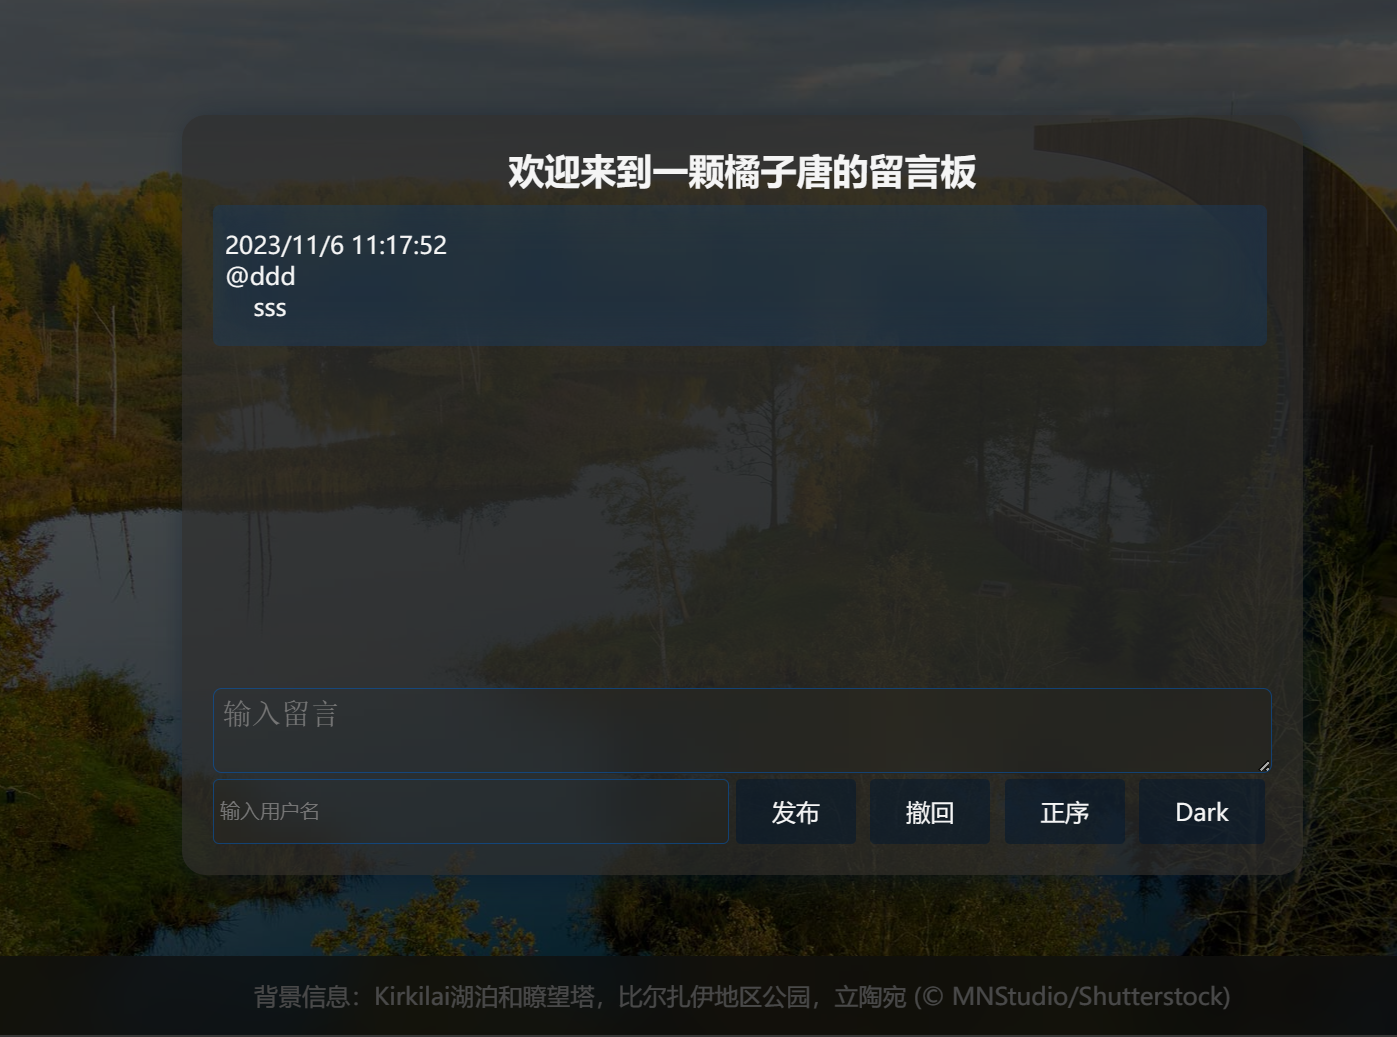 欢迎来到一颗橘子唐的留言板
2023/11/6 11:17:52
@ddd
sss
输入留言
输入用户名
发布
撤回
正序
Dark
背景信息：Kirkilai湖泊和瞭望塔，比尔扎伊地区公园，立陶宛 (© MNStudio/Shutterstock)